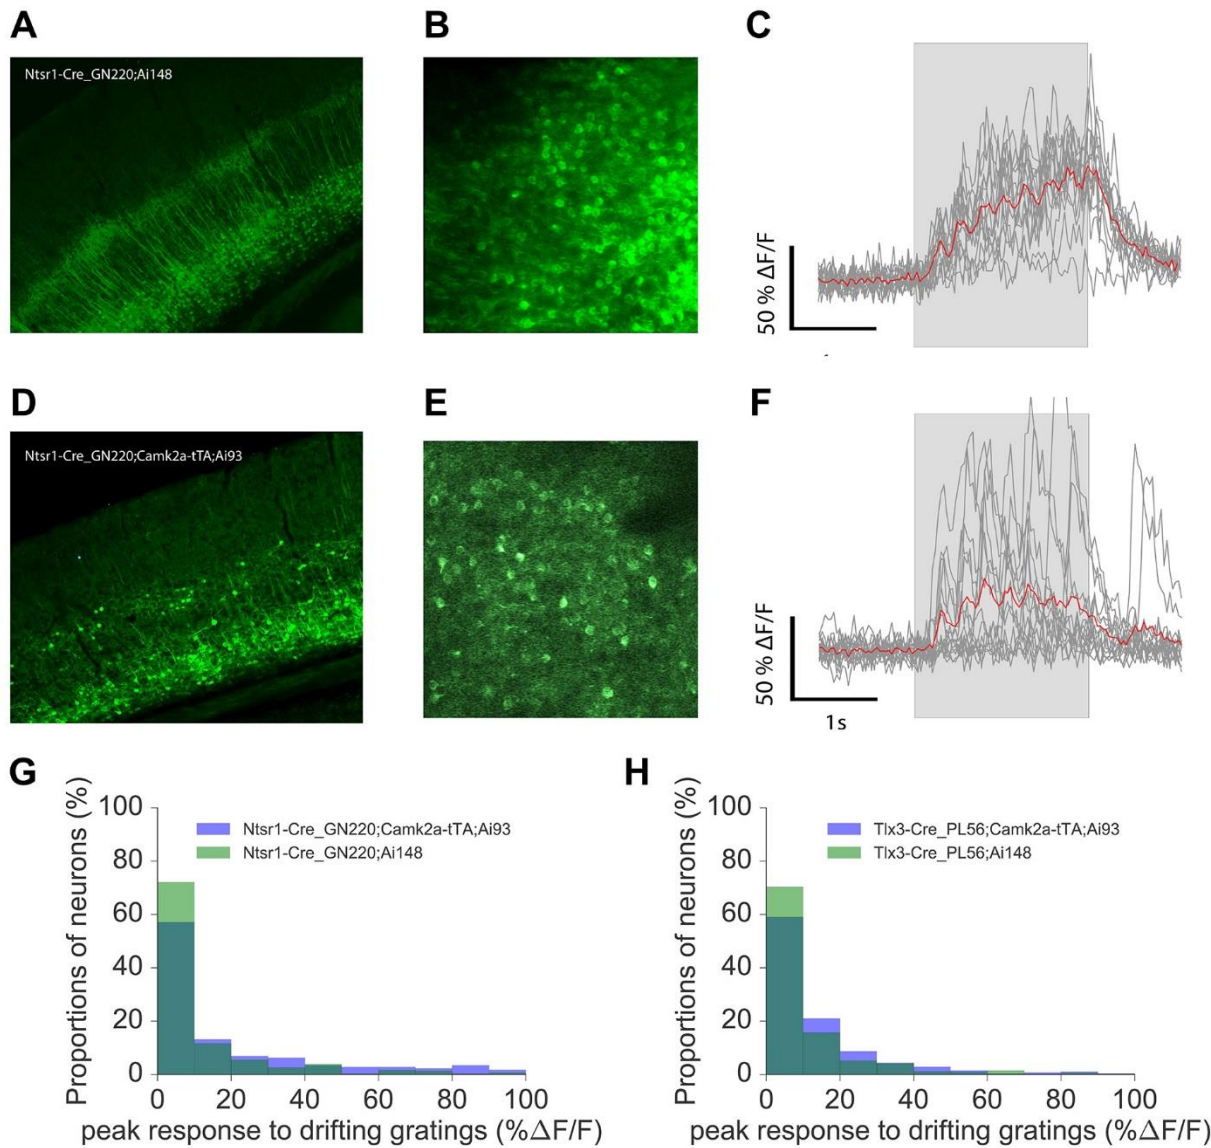 A
B
C
Ntsr1-Cre_GN220;Ai148
50 % ΔF/F
D
E
F
Ntsr1-Cre_GN220;Camk2a-tTA;Ai93
50 % ΔF/F
1s
G
H
Proportions of neurons (%)
100
80
60
40
20
0
Ntsr1-Cre_GN220;Camk2a-tTA;Ai93
Ntsr1-Cre_GN220;Ai148
0 20 40 60 80 100
peak response to drifting gratings (%ΔF/F)
Proportions of neurons (%)
100
80
60
40
20
0
Tlx3-Cre_PL56;Camk2a-tTA;Ai93
Tlx3-Cre_PL56;Ai148
0 20 40 60 80 100
peak response to drifting gratings (%ΔF/F)